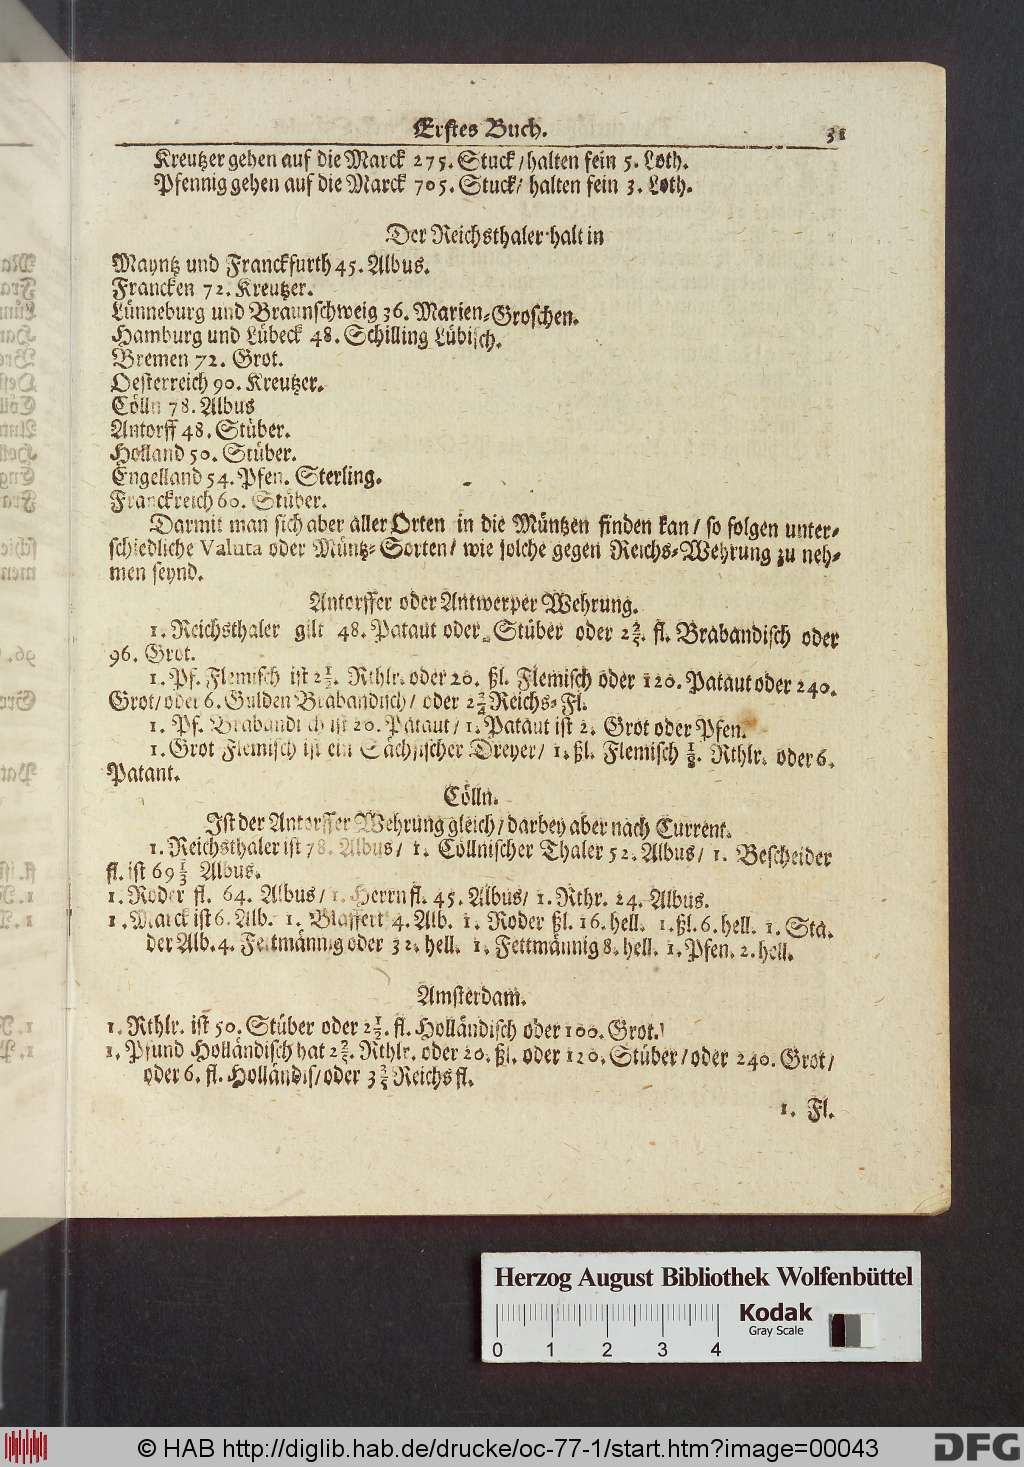 Erstes Buch. 31
Kreutzer gehen auf die Marck 275. Stuck/ halten fein 5. Loth.
Pfennig gehen auf die Marck 705. Stuck/ halten fein 3. Loth.
Der Reichsthaler halt in
Mayntz und Franckfurth 45. Albus.
Francken 72. Kreutzer.
Lünneburg und Braunschweig 36. Marien-Groschen.
Hamburg und Lübeck 48. Schilling Lübisch.
Bremen 72. Grot.
Oesterreich 90. Kreutzer.
Cölln 78. Albus
Antorff 48. Stüber.
Holland 50. Stüber.
Engelland 54. Pfen. Sterling.
Franckreich 60. Stüber.
Darmit man sich aber aller Orten in die Müntzen finden kan/ so folgen unter-
schiedliche Valuta oder Müntz-Sorten/ wie solche gegen Reichs-Wehrung zu neh-
men seynd.
Antorffer oder Antwerper Wehrung.
1. Reichsthaler gilt 48. Pataut oder Stüber oder 2 2/5. fl. Brabandisch oder
96. Grot.
1. Pf. Flemisch ist 2 1/2. Rthlr. oder 20. ßl. Flemisch oder 120. Pataut oder 240.
Grot/ oder 6. Gulden Brabandisch/ oder Reichs-Fl.
1. Pf. Brabandisch ist 20. Pataut/ 1. Pataut ist 2. Grot oder Pfen.
1. Grot Flemisch ist ein Sächsischer Dreyer/ 1. ßl. Flemisch 1/8. Rthlr. oder 6.
Patant.
Cölln.
Ist der Antorffer Wehrung gleich/ darbey aber nach Current.
1. Reichsthaler ist 78. Albus/ 1. Cöllnischer Thaler 52. Albus/ 1. Bescheider
fl. ist 69 1/3 Albus.
1. Roder fl. 64. Albus/ 1. Herrn fl. 45. Albus/ 1. Rthr. 24. Albus.
1. Marck ist 6. Alb. 1. Blaffert 4. Alb. 1. Roder ßl. 16. hell. 1. ßl. 6. hell. 1. Sta.
der Alb. 4. Fettmännig oder 32. hell. 1. Fettmännig 8. hell. 1. Pfen. 2. hell.
Amsterdam.
1. Rthlr. ist 50. Stüber oder 2 1/2. fl. Holländisch oder 100. Grot.
1. Pfund Holländisch hat 2 2/5. Rthlr. oder 20. ßl. oder 120. Stüber/ oder 240. Grot/
oder 6. fl. Holländis/ oder 3 3/5 Reichs fl.
1. Fl.
Herzog August Bibliothek Wolfenbüttel
Kodak
Gray Scale
0 1 2 3 4
© HAB http://diglib.hab.de/drucke/oc-77-1/start.htm?image=00043
DFG